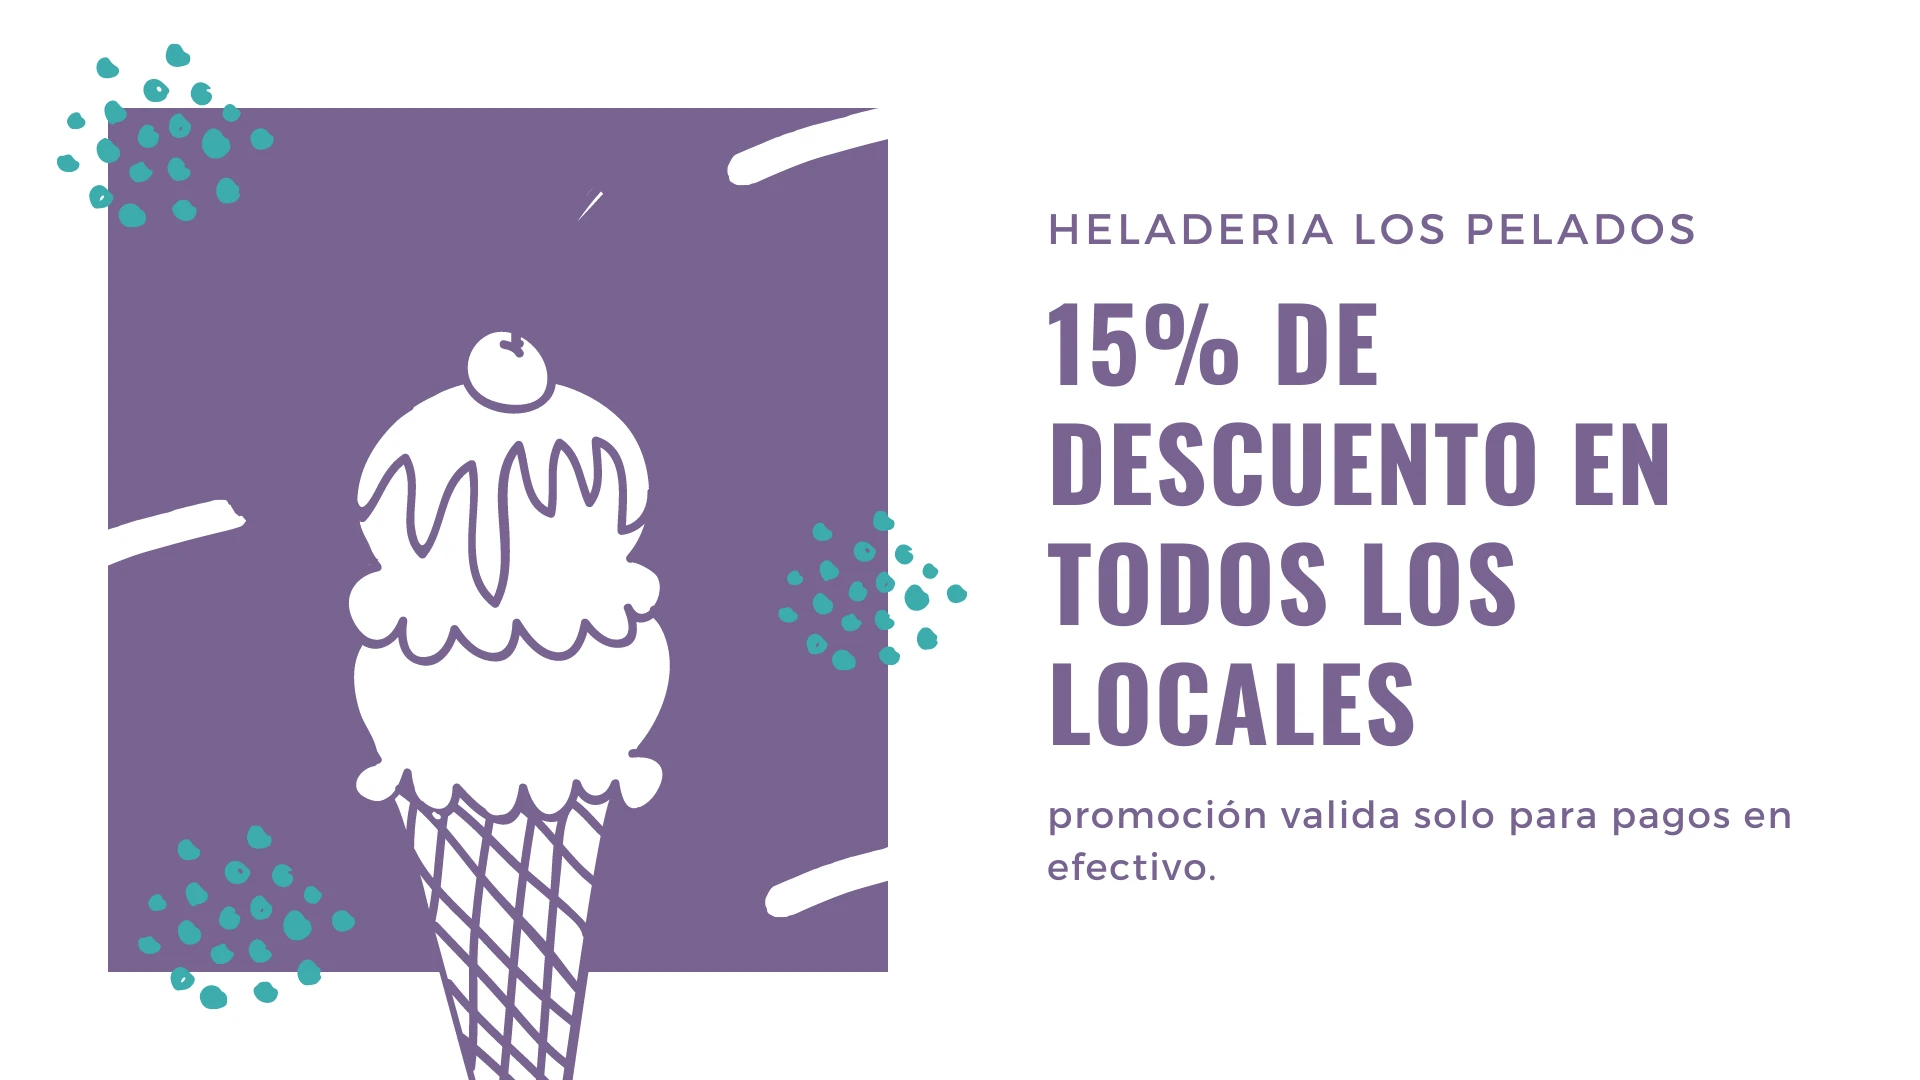 HELADERIA LOS PELADOS
15% DE
DESCUENTO EN
TODOS LOS
LOCALES
promoción valida solo para pagos en
efectivo.